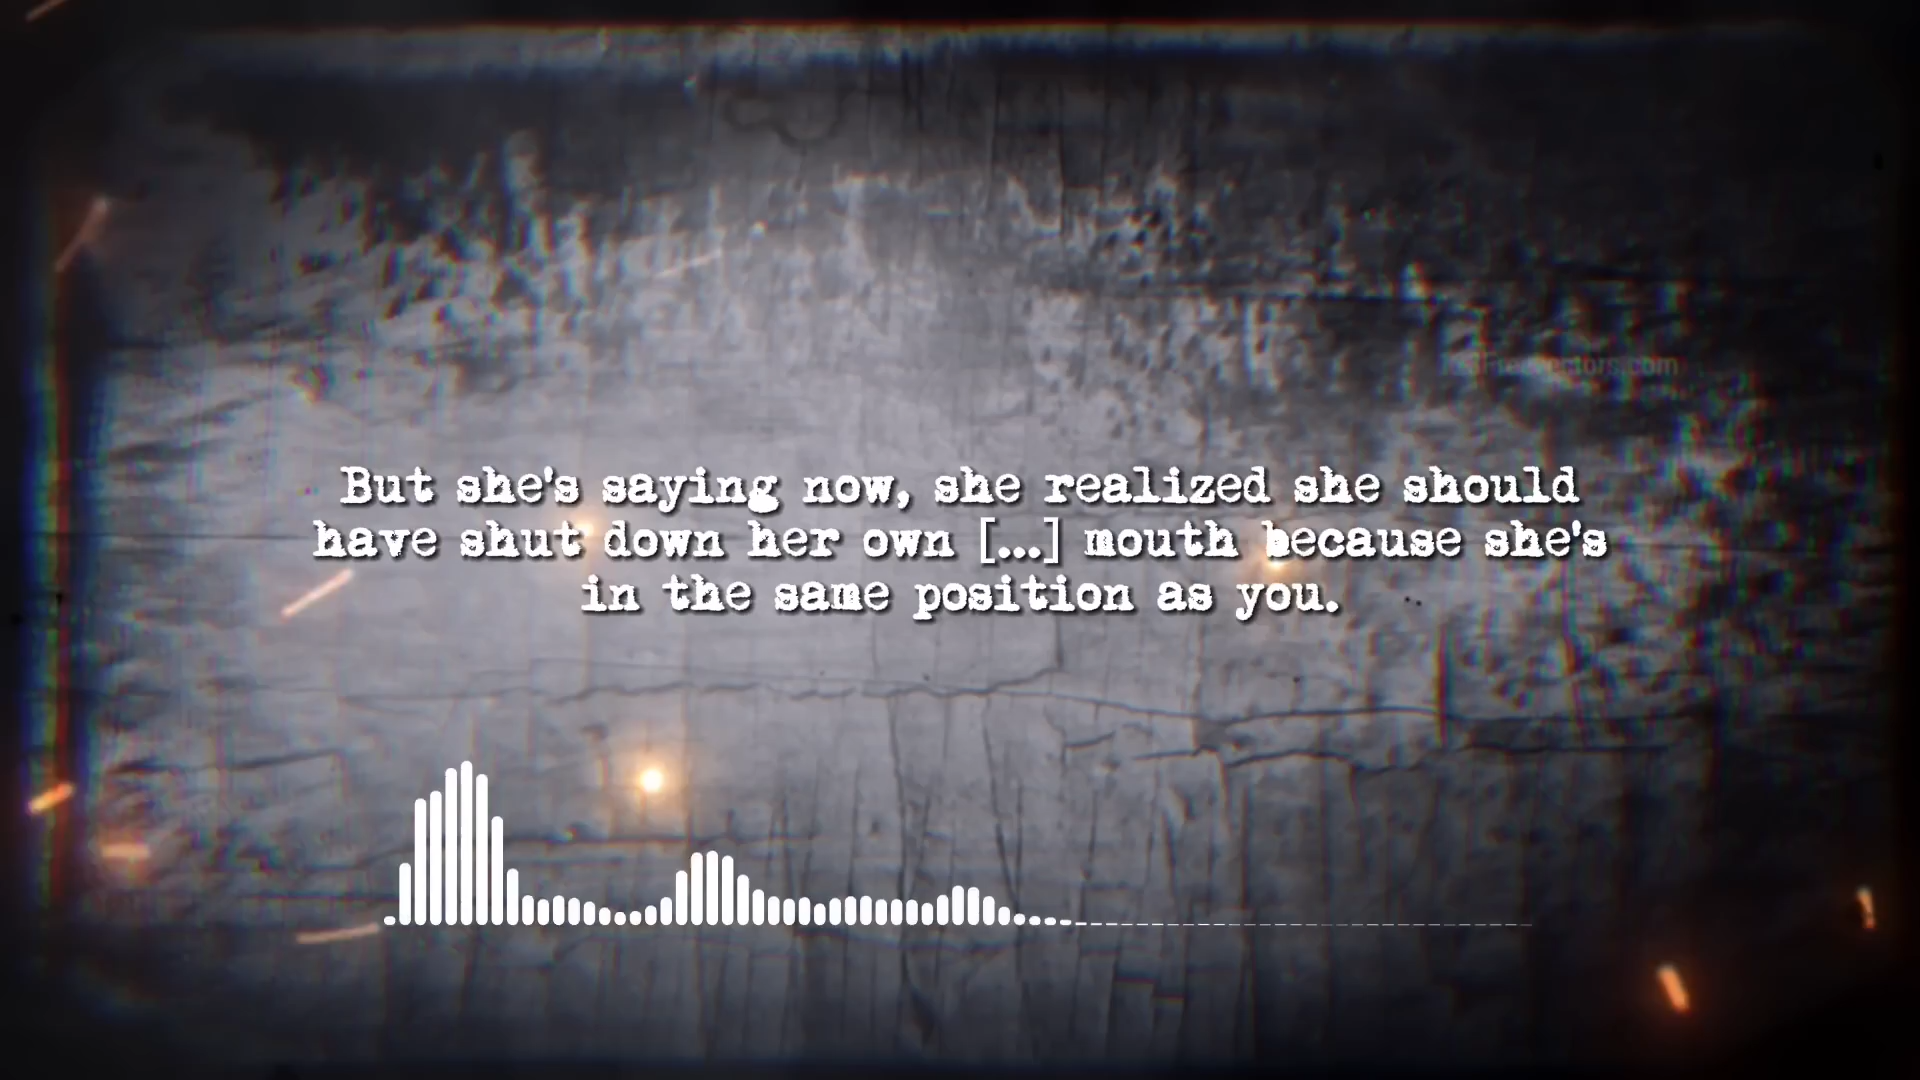 But she's saying now, she realized she should
have shut down her own [...] mouth because she's
in the same position as you.